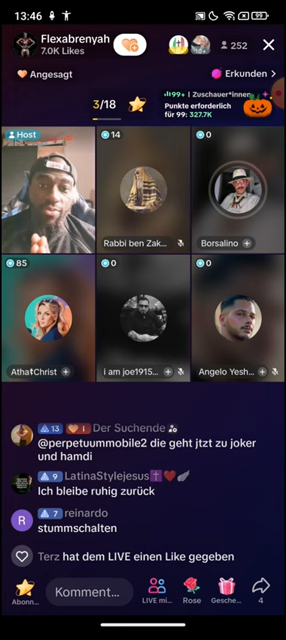 13:46
99
Flexabrenyah
7.0K Likes
252
Angesagt
Erkunden >
3/18
99+ | Zuschauer*innen
Punkte erforderlich
für 99: 327.7K
Host
14
0
Rabbi ben Zak...
Borsalino
85
0
0
Atha✝Christ
i am joe1915...
Angelo Yesh...
13 1 Der Suchende
@perpetuummobile2 die geht jtzt zu joker
und hamdi
9 LatinaStylejesus✝️❤️🪽
Ich bleibe ruhig zurück
R
7 reinardo
stummschalten
Terz hat dem LIVE einen Like gegeben
Abonn...
Komment...
LIVE mi...
Rose
Gesche...
4